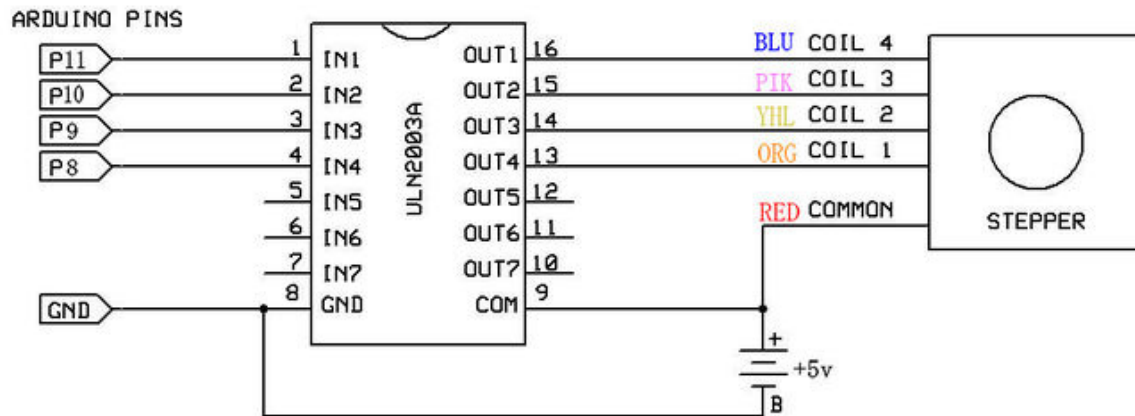 ARDUINO PINS
P11 1 IN1 OUT1 16 BLU COIL 4
P10 2 IN2 OUT2 15 PIK COIL 3
P9 3 IN3 OUT3 14 YHL COIL 2
P8 4 IN4 OUT4 13 ORG COIL 1
5 IN5 OUT5 12
6 IN6 OUT6 11
7 IN7 OUT7 10
GND 8 GND COM 9
ULN2003A
RED COMMON
STEPPER
+
+5v
B